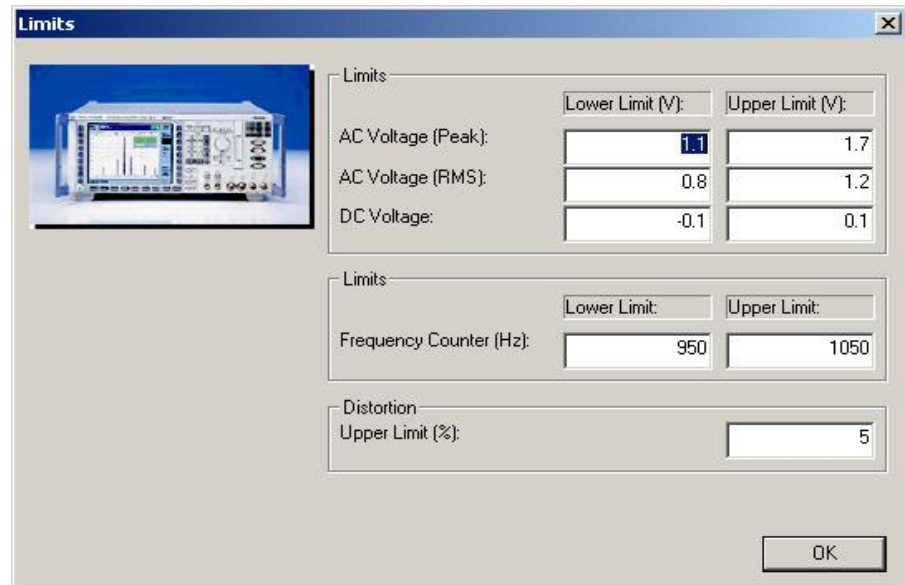 Limits
Limits
Lower Limit (V): Upper Limit (V):
AC Voltage (Peak): 1.1 1.7
AC Voltage (RMS): 0.8 1.2
DC Voltage: -0.1 0.1
Limits
Lower Limit: Upper Limit:
Frequency Counter (Hz): 950 1050
Distortion
Upper Limit (%): 5
OK